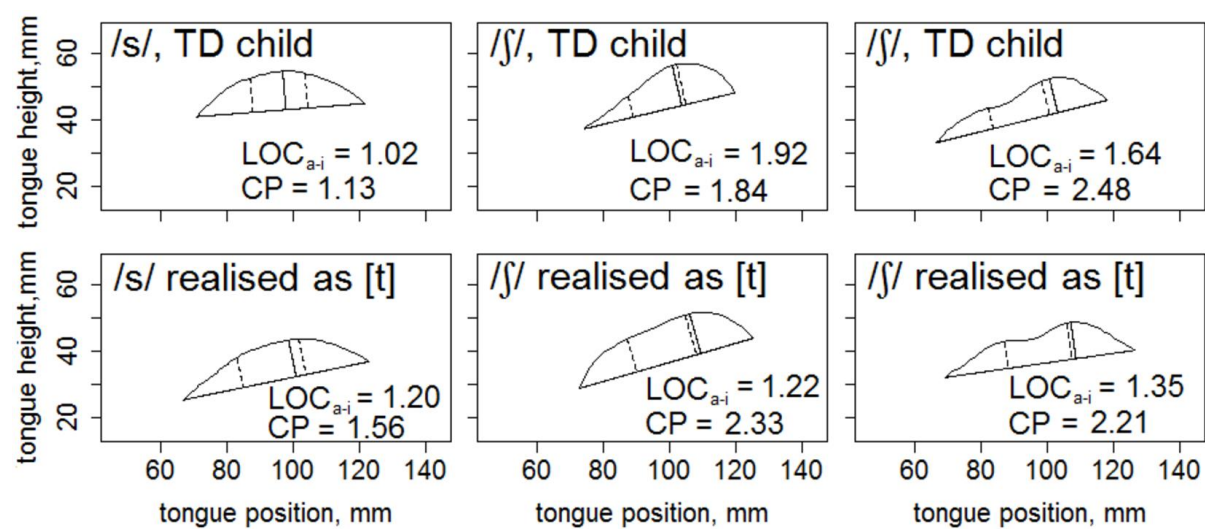 /s/, TD child
/ʃ/, TD child
/ʃ/, TD child
tongue height,mm
60
40
20
LOCa-i = 1.02
CP = 1.13
LOCa-i = 1.92
CP = 1.84
LOCa-i = 1.64
CP = 2.48
/s/ realised as [t]
/ʃ/ realised as [t]
/ʃ/ realised as [t]
tongue height,mm
60
40
20
LOCa-i = 1.20
CP = 1.56
LOCa-i = 1.22
CP = 2.33
LOCa-i = 1.35
CP = 2.21
60 80 100 120 140
60 80 100 120 140
60 80 100 120 140
tongue position, mm
tongue position, mm
tongue position, mm